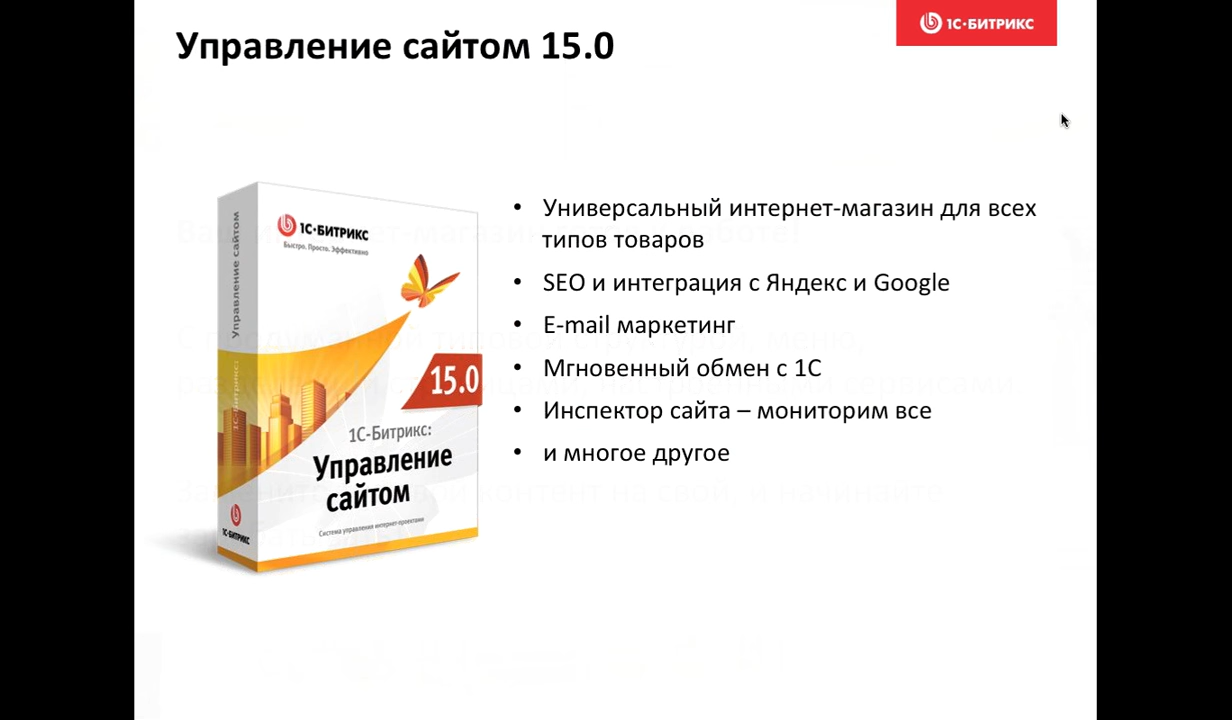 Управление сайтом 15.0
1С·БИТРИКС
Универсальный интернет-магазин для всех
типов товаров
SEO и интеграция с Яндекс и Google
E-mail маркетинг
Мгновенный обмен с 1С
Инспектор сайта – мониторим все
и многое другое
1С·БИТРИКС
Быстро. Просто. Эффективно
15.0
1С-Битрикс:
Управление
сайтом
Система управления интернет-проектами
Управление сайтом
1С-Битрикс:
1С·БИТРИКС